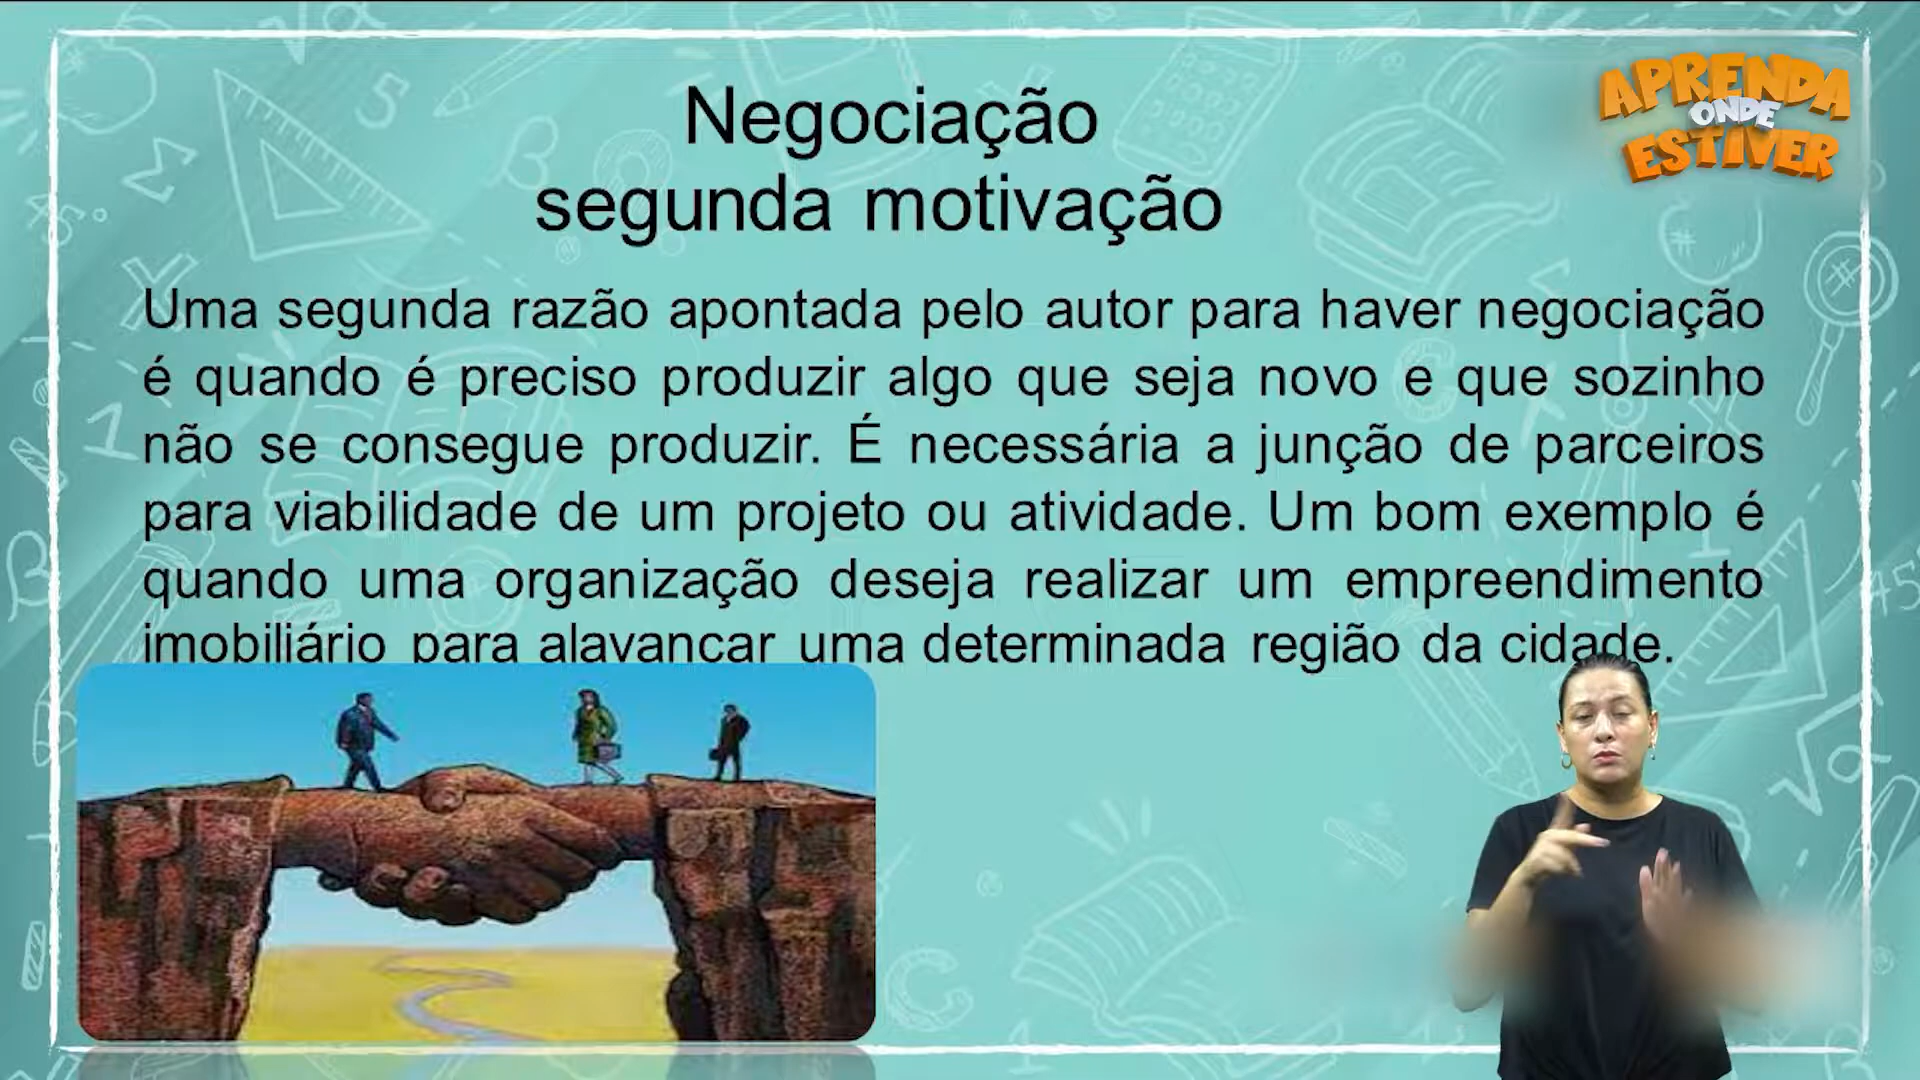 Negociação
segunda motivação
APRENDA
ONDE
ESTIVER
Uma segunda razão apontada pelo autor para haver negociação
é quando é preciso produzir algo que seja novo e que sozinho
não se consegue produzir. É necessária a junção de parceiros
para viabilidade de um projeto ou atividade. Um bom exemplo é
quando uma organização deseja realizar um empreendimento
imobiliário para alavancar uma determinada região da cidade.